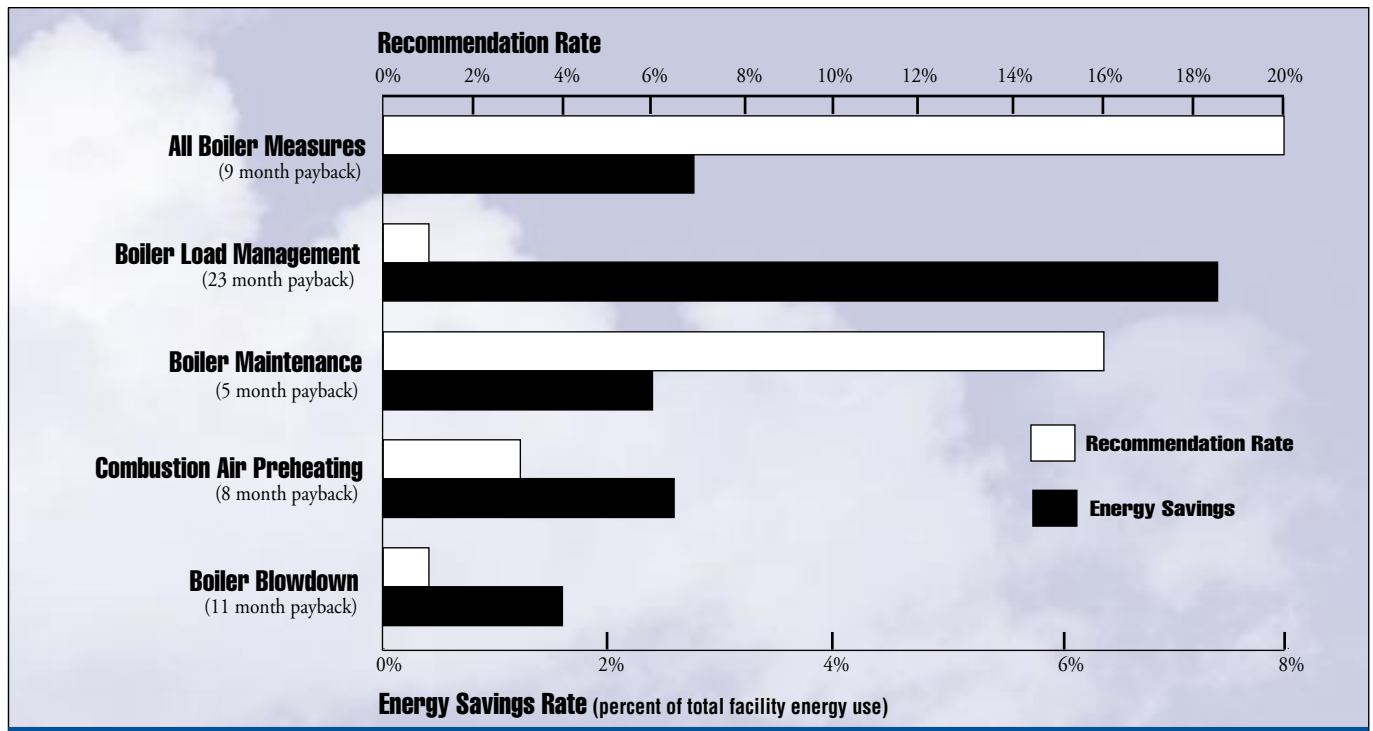 Recommendation Rate
0% 2% 4% 6% 8% 10% 12% 14% 16% 18% 20%
All Boiler Measures
(9 month payback)
Boiler Load Management
(23 month payback)
Boiler Maintenance
(5 month payback)
Combustion Air Preheating
(8 month payback)
Boiler Blowdown
(11 month payback)
Recommendation Rate
Energy Savings
0% 2% 4% 6% 8%
Energy Savings Rate (percent of total facility energy use)